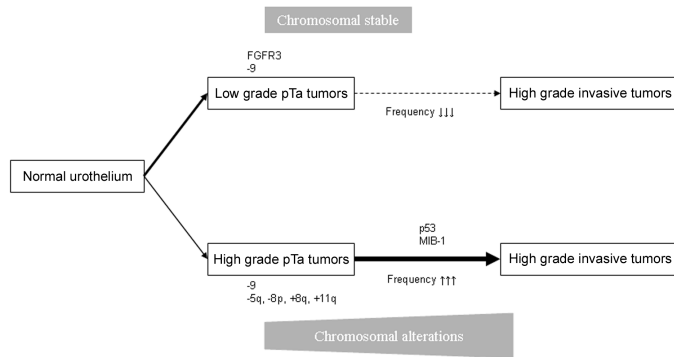 Chromosomal stable
FGFR3
-9
Low grade pTa tumors
High grade invasive tumors
Frequency ↓↓↓
Normal urothelium
p53
MIB-1
High grade pTa tumors
High grade invasive tumors
Frequency ↑↑↑
-9
-5q, -8p, +8q, +11q
Chromosomal alterations